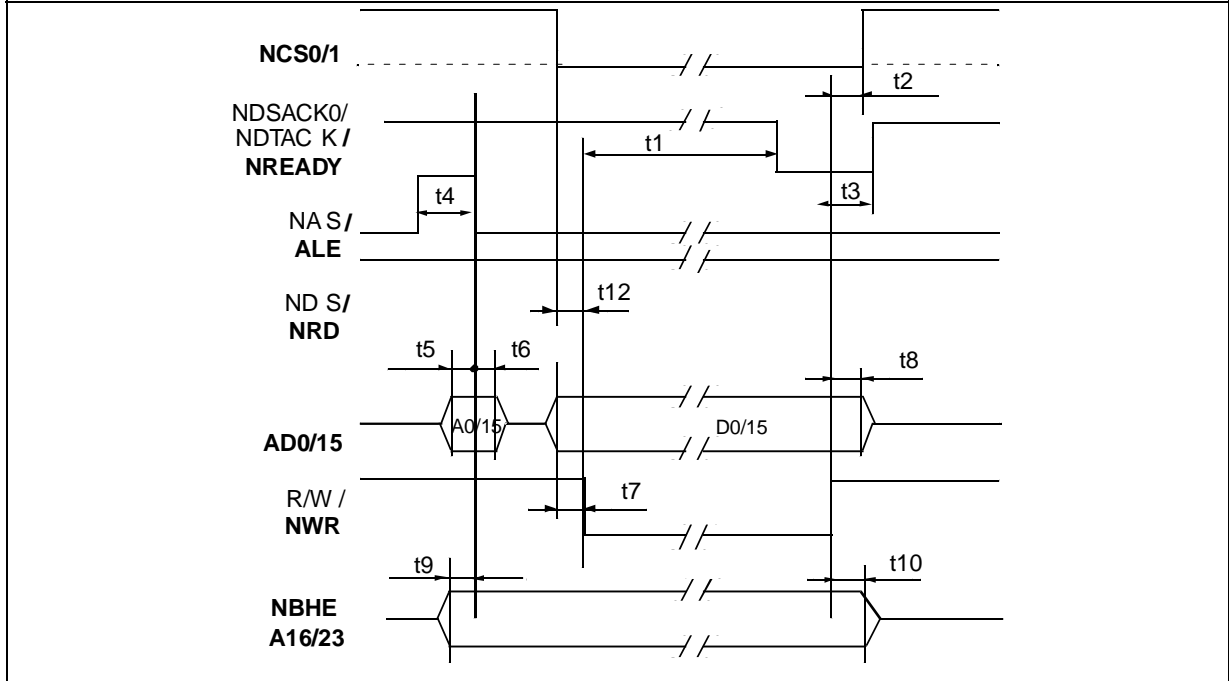 NCS0/1
t2
NDSACK0/
NDTAC K /
NREADY
t1
t4
t3
NA S/
ALE
t12
ND S/
NRD
t5
t6
t8
A0/15
D0/15
AD0/15
R/W /
NWR
t7
t9
t10
NBHE
A16/23